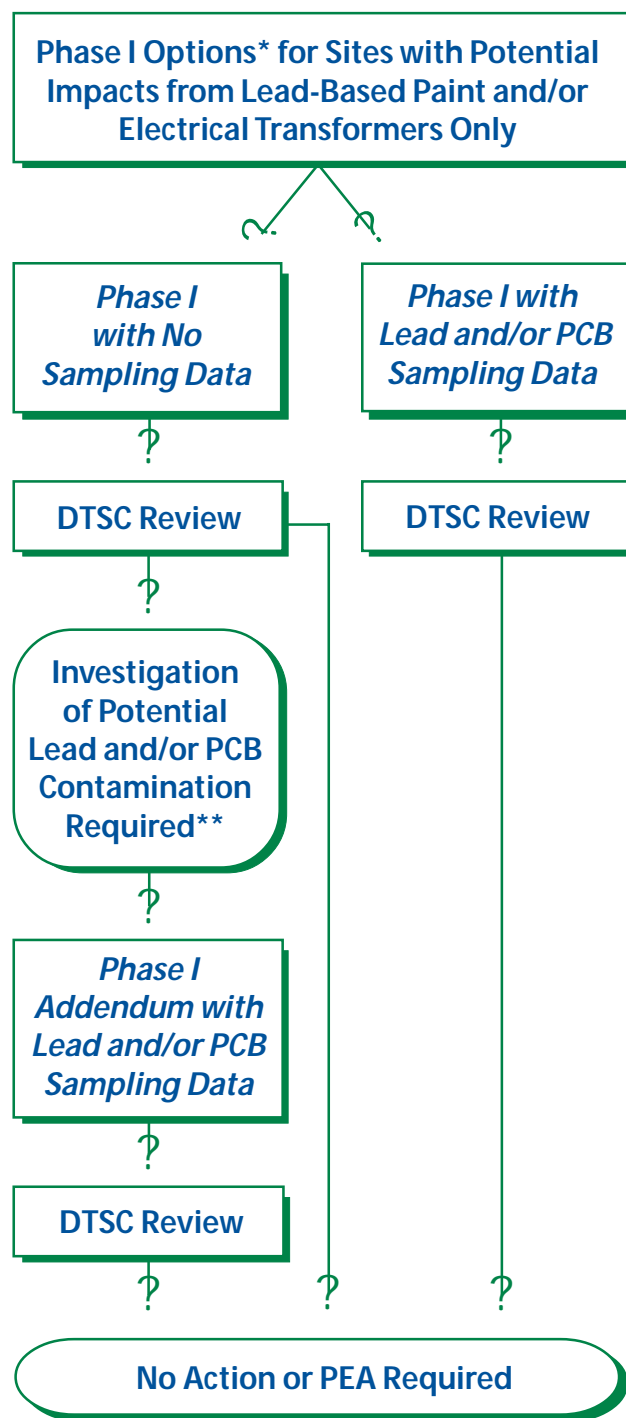 Phase I Options* for Sites with Potential
Impacts from Lead-Based Paint and/or
Electrical Transformers Only
?
?
Phase I
with No
Sampling Data
Phase I with
Lead and/or PCB
Sampling Data
?
?
DTSC Review
DTSC Review
?
Investigation
of Potential
Lead and/or PCB
Contamination
Required**
?
Phase I
Addendum with
Lead and/or PCB
Sampling Data
?
DTSC Review
?
?
?
No Action or PEA Required